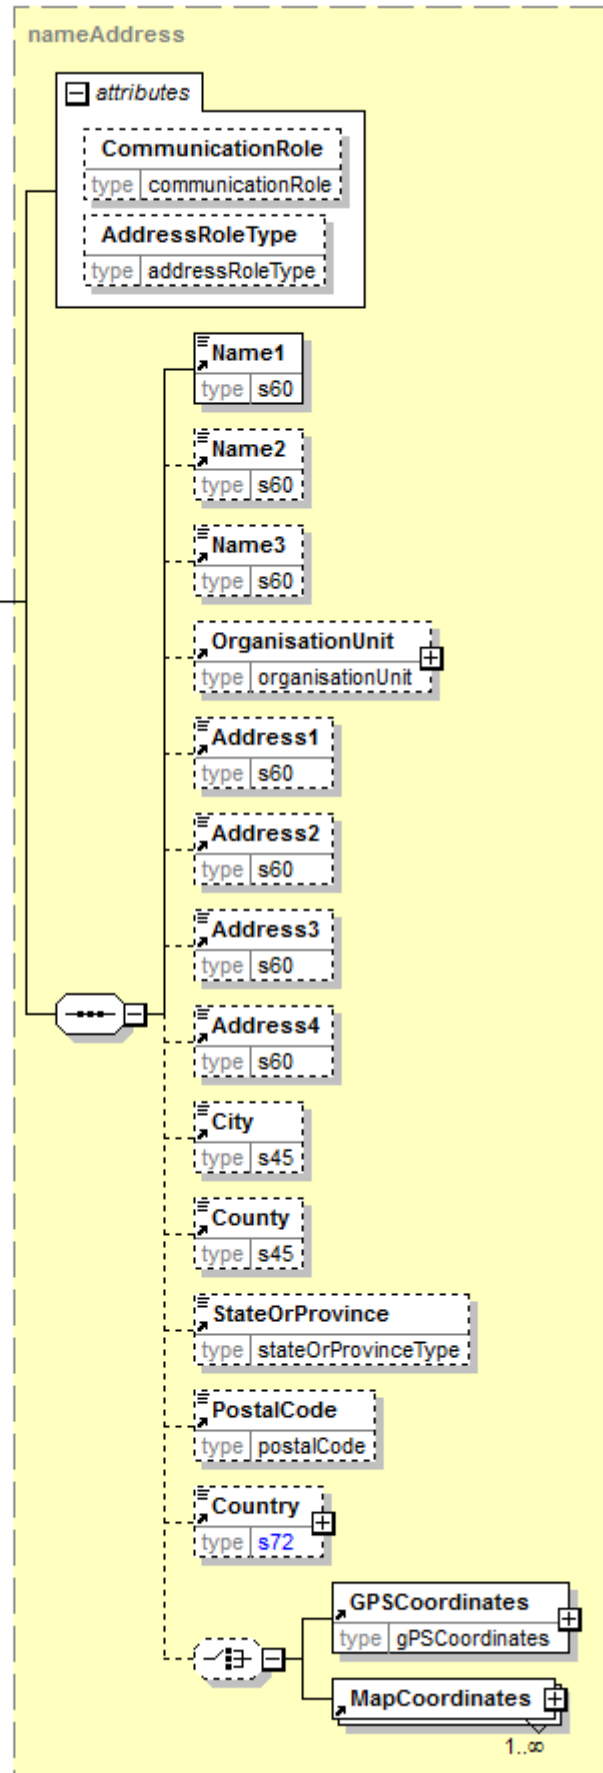 nameAddress
attributes
CommunicationRole
type communicationRole
AddressRoleType
type addressRoleType
Name1
type s60
Name2
type s60
Name3
type s60
OrganisationUnit
type organisationUnit
Address1
type s60
Address2
type s60
Address3
type s60
Address4
type s60
City
type s45
County
type s45
StateOrProvince
type stateOrProvinceType
PostalCode
type postalCode
Country
type s72
GPSCoordinates
type gPSCoordinates
MapCoordinates
1..∞